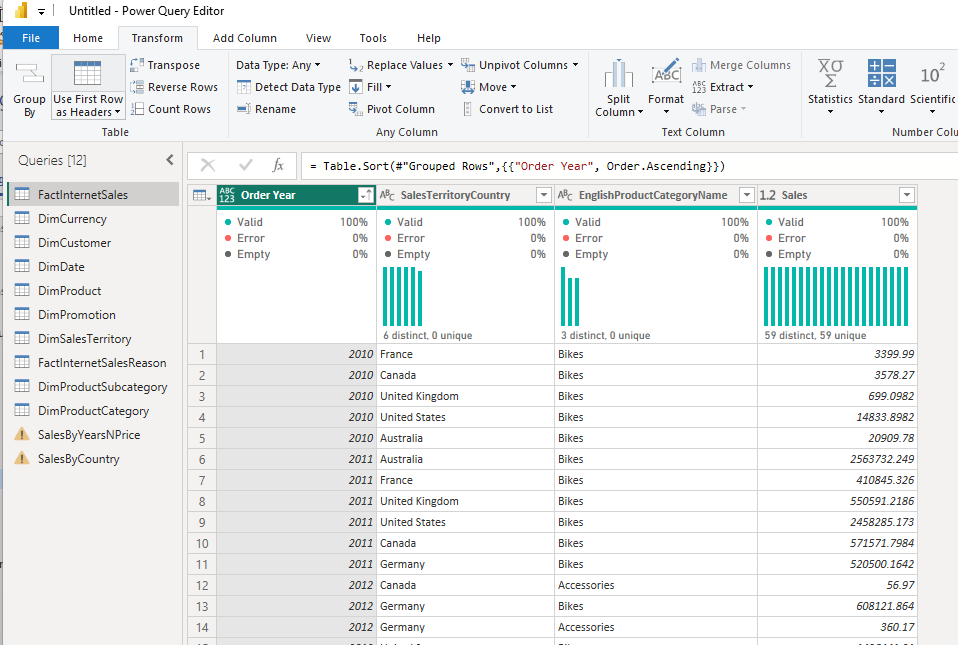 Untitled - Power Query Editor
File Home Transform Add Column View Tools Help
Group By
Use First Row as Headers
Transpose
Reverse Rows
Count Rows
Table
Data Type: Any
Detect Data Type
Rename
Replace Values
Fill
Pivot Column
Unpivot Columns
Move
Convert to List
Any Column
Split Column
Format
Merge Columns
Extract
Parse
Text Column
Statistics
Standard
Scientific
Number Colu
Queries [12]
= Table.Sort(#"Grouped Rows",{{"Order Year", Order.Ascending}})
FactInternetSales
DimCurrency
DimCustomer
DimDate
DimProduct
DimPromotion
DimSalesTerritory
FactInternetSalesReason
DimProductSubcategory
DimProductCategory
SalesByYearsNPrice
SalesByCountry
ABC 123 Order Year ABC SalesTerritoryCountry ABC EnglishProductCategoryName 1.2 Sales
Valid 100% Valid 100% Valid 100% Valid 100%
Error 0% Error 0% Error 0% Error 0%
Empty 0% Empty 0% Empty 0% Empty 0%
6 distinct, 0 unique 3 distinct, 0 unique 59 distinct, 59 unique
1 2010 France Bikes 3399.99
2 2010 Canada Bikes 3578.27
3 2010 United Kingdom Bikes 699.0982
4 2010 United States Bikes 14833.8982
5 2010 Australia Bikes 20909.78
6 2011 Australia Bikes 2563732.249
7 2011 France Bikes 410845.326
8 2011 United Kingdom Bikes 550591.2186
9 2011 United States Bikes 2458285.173
10 2011 Canada Bikes 571571.7984
11 2011 Germany Bikes 520500.1642
12 2012 Canada Accessories 56.97
13 2012 Germany Bikes 608121.864
14 2012 Germany Accessories 360.17